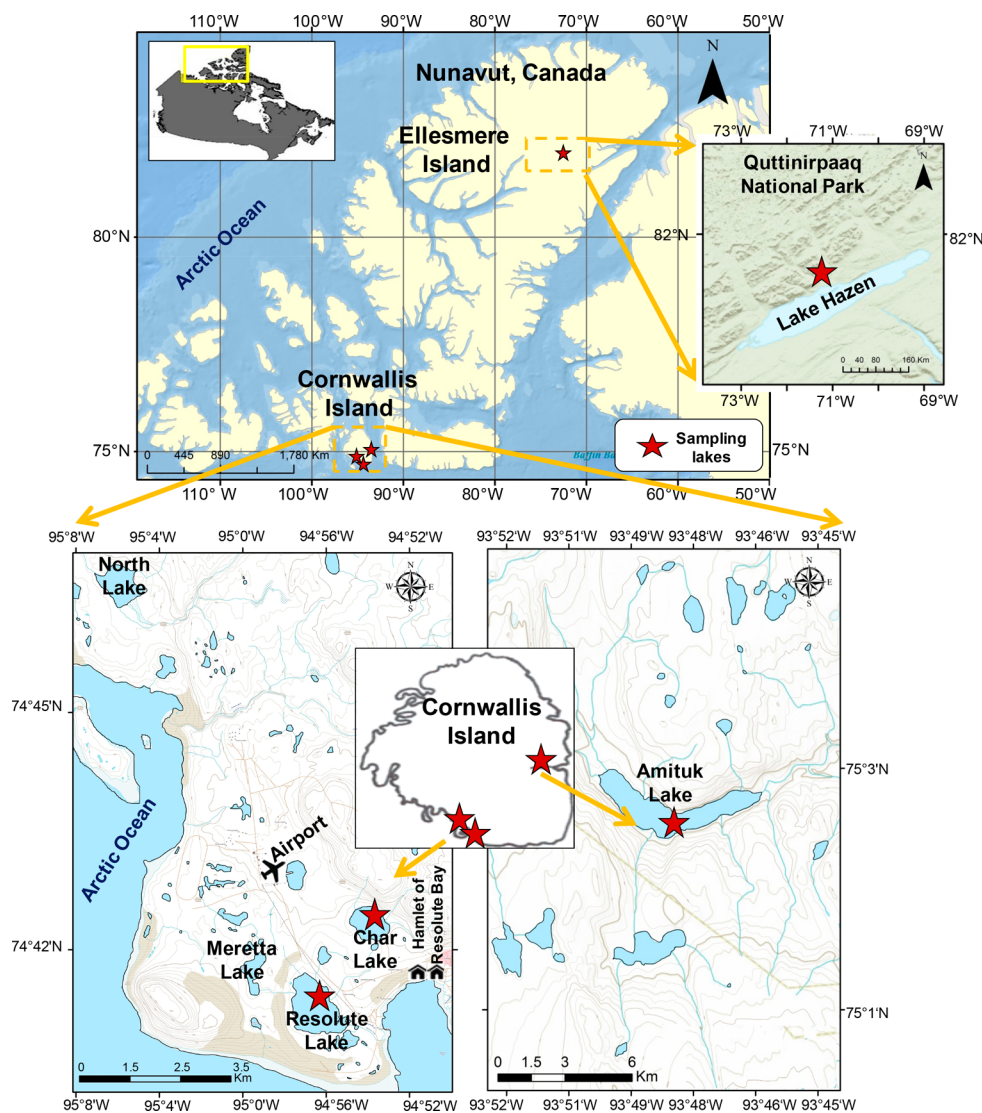 110°W
100°W
90°W
80°W
70°W
60°W
50°W
Nunavut, Canada
N
Ellesmere
Island
Arctic Ocean
80°N
82°N
73°W
71°W
69°W
Quttinirpaaq
National Park
N
Lake Hazen
0 40 80 160 Km
82°N
73°W
71°W
69°W
Cornwallis
Island
75°N
0 445 890 1,780 Km
Sampling
lakes
75°N
110°W
100°W
90°W
80°W
70°W
60°W
50°W
95°8'W
95°4'W
95°0'W
94°56'W
94°52'W
North
Lake
N
W E
S
74°45'N
Arctic Ocean
Airport
Hamlet of
Resolute Bay
Char
Lake
74°42'N
Meretta
Lake
Resolute
Lake
0 1.5 2.5 3.5
Km
95°8'W
95°4'W
95°0'W
94°56'W
94°52'W
Cornwallis
Island
93°52'W
93°51'W
93°49'W
93°48'W
93°46'W
93°45'W
N
W E
S
Amituk
Lake
75°3'N
75°1'N
0 1.5 3 6
Km
93°52'W
93°51'W
93°49'W
93°48'W
93°46'W
93°45'W